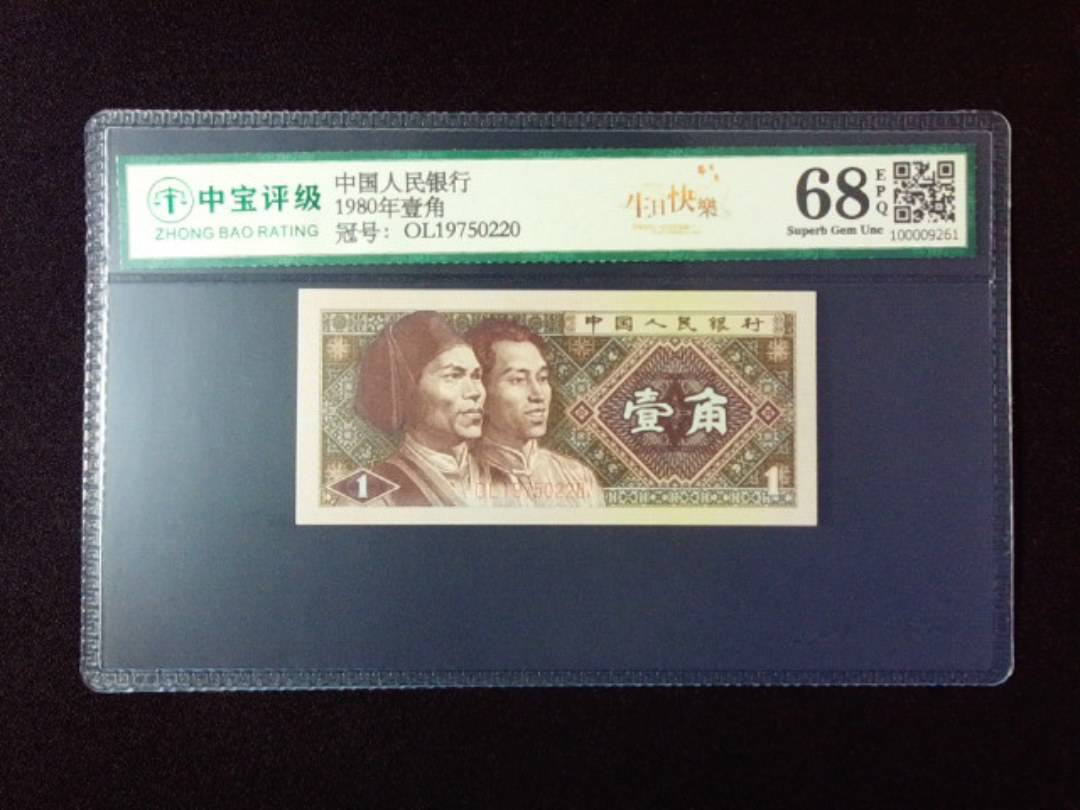 中宝评级
ZHONG BAO RATING
中国人民银行
1980年壹角
冠号：OL19750220
生日快樂
68
EPQ
Superb Gem Unc
100009261
中国人民银行
壹角
1
OL19750220
1